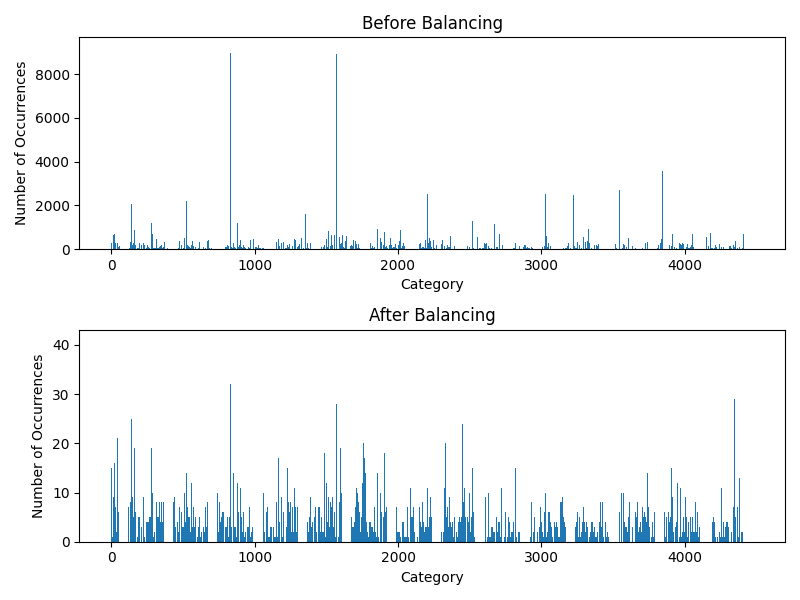 Before Balancing
Number of Occurrences
8000
6000
4000
2000
0
0 1000 2000 3000 4000
Category
After Balancing
Number of Occurrences
40
30
20
10
0
0 1000 2000 3000 4000
Category